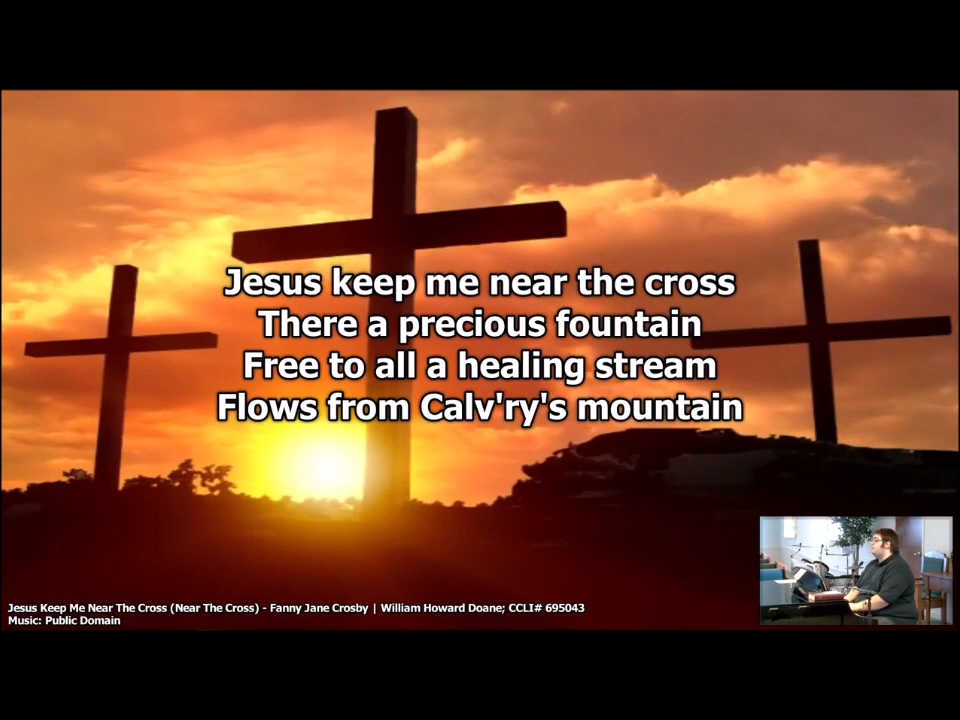 Jesus keep me near the cross
There a precious fountain
Free to all a healing stream
Flows from Calv'ry's mountain
Jesus Keep Me Near The Cross (Near The Cross) - Fanny Jane Crosby | William Howard Doane; CCLI# 695043
Music: Public Domain